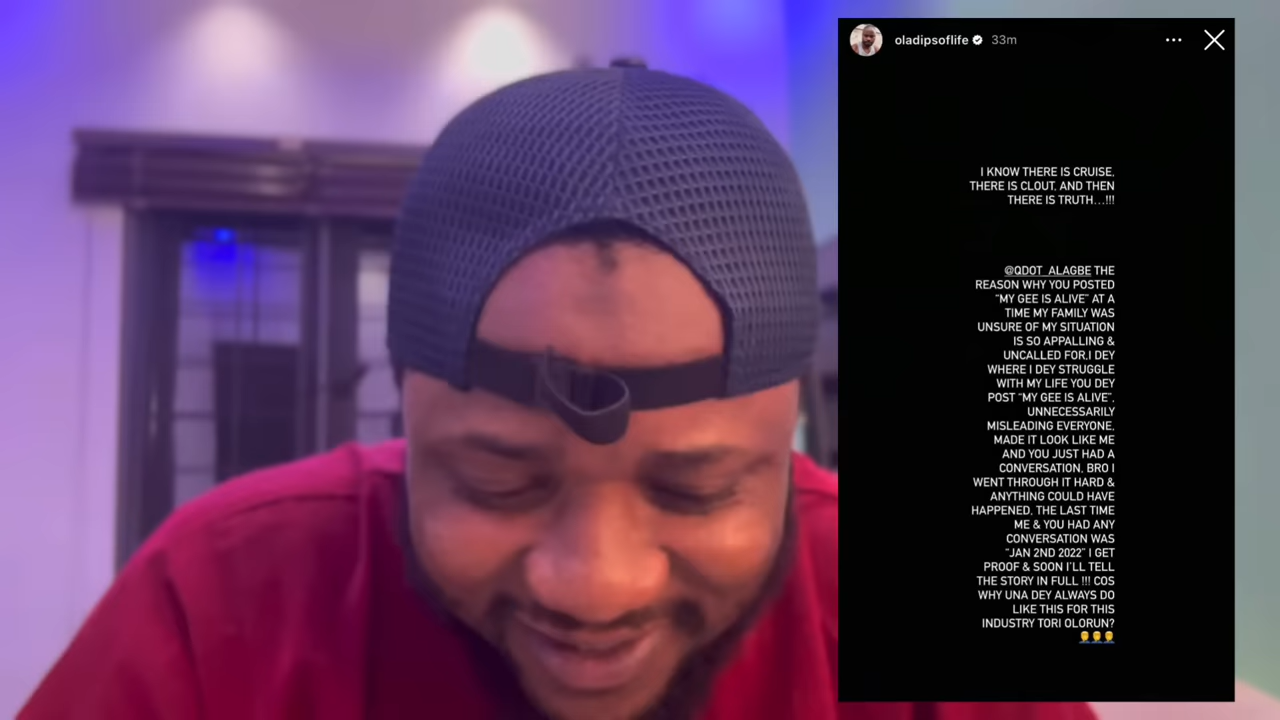 oladipsoflife 33m
I KNOW THERE IS CRUISE,
THERE IS CLOUT, AND THEN
THERE IS TRUTH...!!!
@QDOT_ALAGBE THE
REASON WHY YOU POSTED
"MY GEE IS ALIVE" AT A
TIME MY FAMILY WAS
UNSURE OF MY SITUATION
IS SO APPALLING &
UNCALLED FOR,I DEY
WHERE I DEY STRUGGLE
WITH MY LIFE YOU DEY
POST "MY GEE IS ALIVE",
UNNECESSARILY
MISLEADING EVERYONE,
MADE IT LOOK LIKE ME
AND YOU JUST HAD A
CONVERSATION, BRO I
WENT THROUGH IT HARD &
ANYTHING COULD HAVE
HAPPENED, THE LAST TIME
ME & YOU HAD ANY
CONVERSATION WAS
"JAN 2ND 2022" I GET
PROOF & SOON I'LL TELL
THE STORY IN FULL !!! COS
WHY UNA DEY ALWAYS DO
LIKE THIS FOR THIS
INDUSTRY TORI OLORUN?